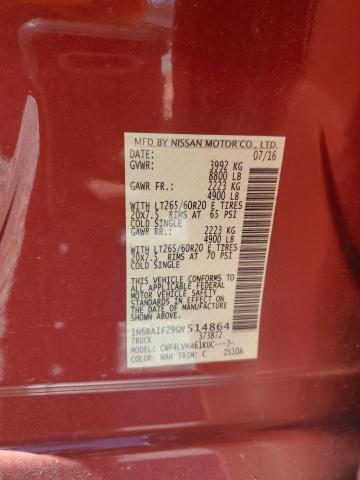 MFD BY NISSAN MOTOR CO., LTD.
DATE: 07/16
GVWR: 3992 KG
8800 LB
GAWR FR.: 2223 KG
4900 LB
WITH LT265/60R20 E TIRES
20x7.5 RIMS AT 65 PSI
COLD SINGLE
GAWR RR.: 2223 KG
4900 LB
WITH LT265/60R20 E TIRES
20x7.5 RIMS AT 70 PSI
COLD SINGLE
THIS VEHICLE CONFORMS TO
ALL APPLICABLE FEDERAL
MOTOR VEHICLE SAFETY
STANDARDS IN EFFECT ON
THE DATE OF MANUFACTURE
SHOWN ABOVE.
1N6BA1F29GN514864
TRUCK 373872
MODEL: CWF4LVHA61KUC---3-
COLOR: NAH TRIM: C ZS10A